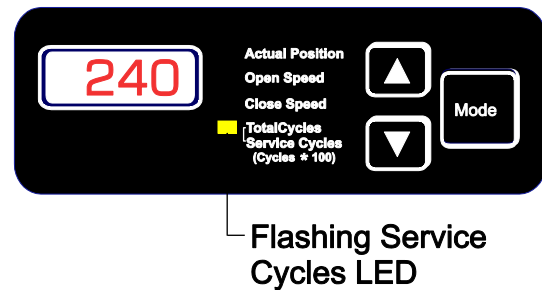 240
Actual Position
Open Speed
Close Speed
TotalCycles
Service Cycles
(Cycles * 100)
Mode
Flashing Service
Cycles LED